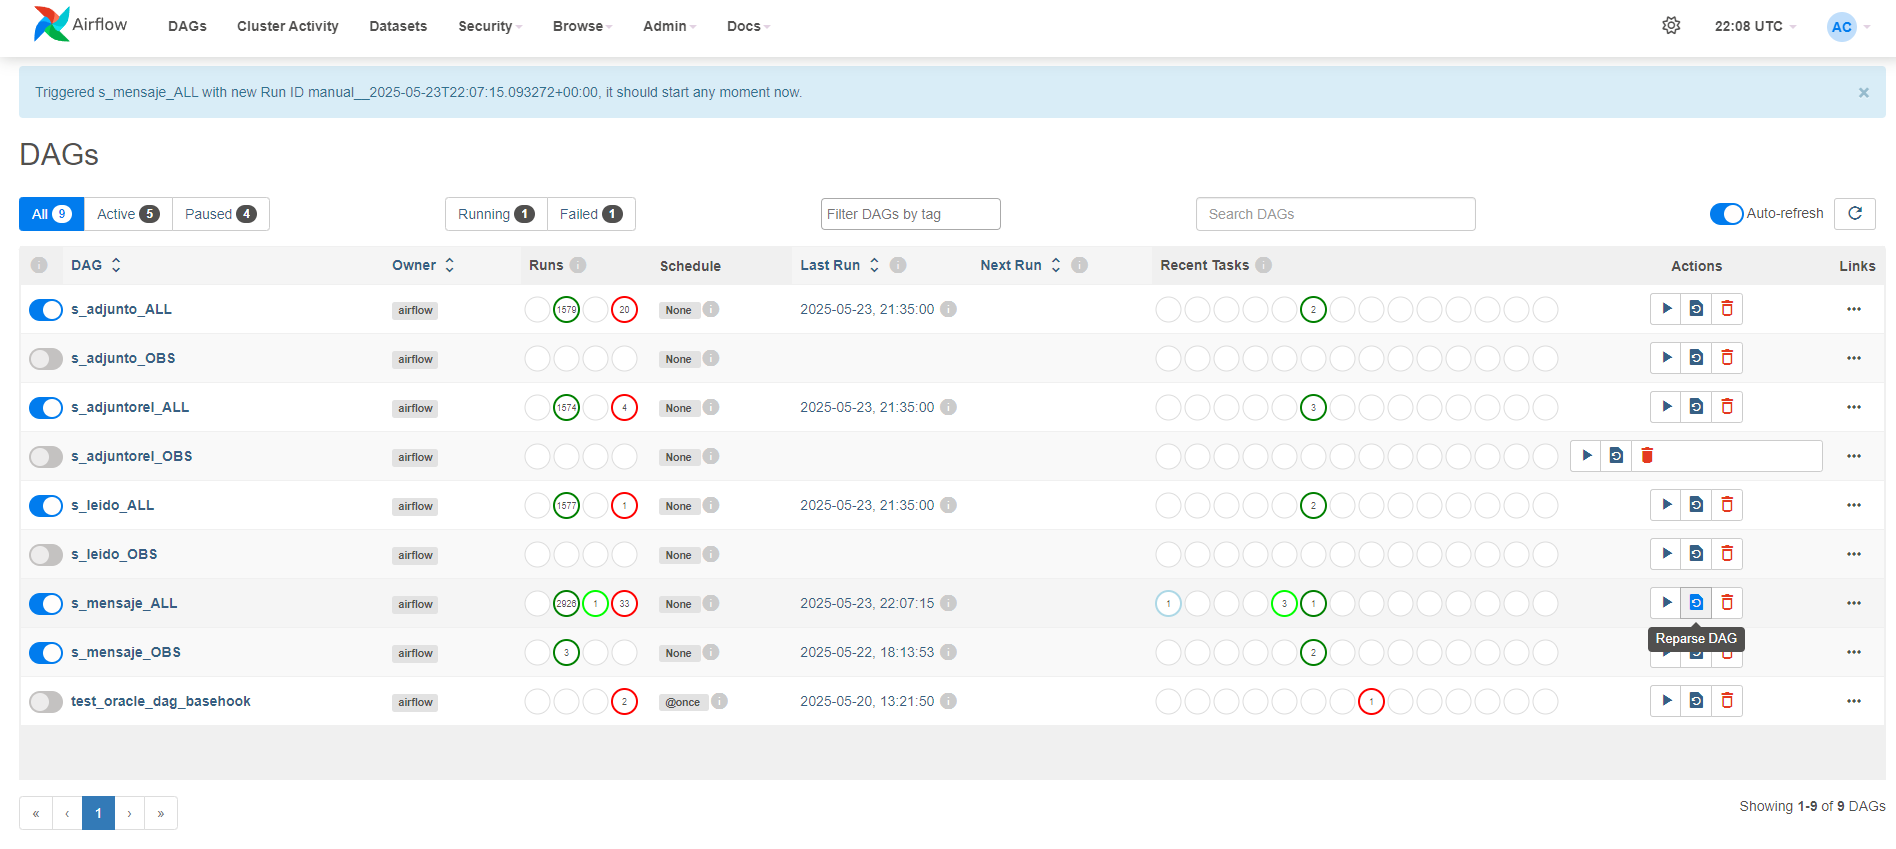 Airflow DAGs Cluster Activity Datasets Security Browse Admin Docs 22:08 UTC AC
Triggered s_mensaje_ALL with new Run ID manual__2025-05-23T22:07:15.093272+00:00, it should start any moment now. ×
DAGs
All 9 Active 5 Paused 4 Running 1 Failed 1 Filter DAGs by tag Search DAGs Auto-refresh
i DAG Owner Runs i Schedule Last Run i Next Run i Recent Tasks i Actions Links
s_adjunto_ALL airflow 1579 20 None i 2025-05-23, 21:35:00 i 2
s_adjunto_OBS airflow None i
s_adjuntorel_ALL airflow 1574 4 None i 2025-05-23, 21:35:00 i 3
s_adjuntorel_OBS airflow None i
s_leido_ALL airflow 1577 1 None i 2025-05-23, 21:35:00 i 2
s_leido_OBS airflow None i
s_mensaje_ALL airflow 2926 1 33 None i 2025-05-23, 22:07:15 i 1 3 1
Reparse DAG
s_mensaje_OBS airflow 3 None i 2025-05-22, 18:13:53 i 2
test_oracle_dag_basehook airflow 2 @once i 2025-05-20, 13:21:50 i 1
« ‹ 1 › »
Showing 1-9 of 9 DAGs